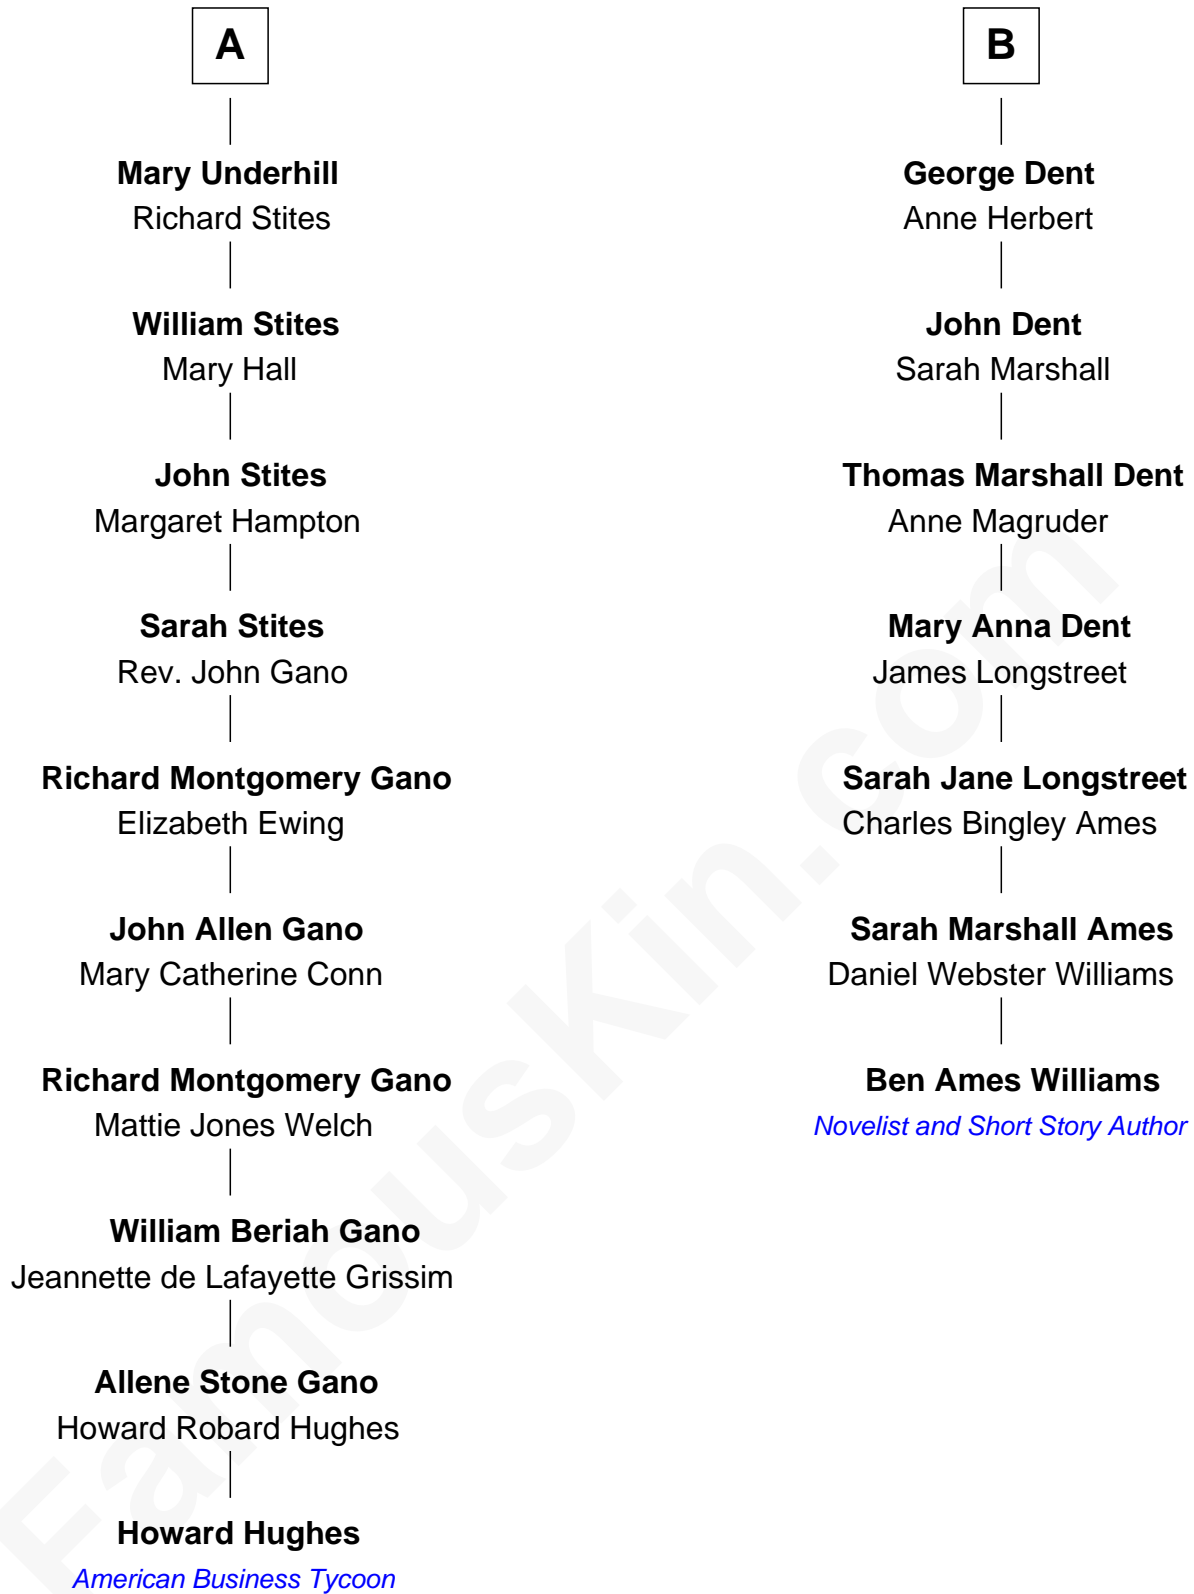 A
Mary Underhill
Richard Stites
William Stites
Mary Hall
John Stites
Margaret Hampton
Sarah Stites
Rev. John Gano
Richard Montgomery Gano
Elizabeth Ewing
John Allen Gano
Mary Catherine Conn
Richard Montgomery Gano
Mattie Jones Welch
William Beriah Gano
Jeannette de Lafayette Grissim
Allene Stone Gano
Howard Robard Hughes
Howard Hughes
American Business Tycoon
B
George Dent
Anne Herbert
John Dent
Sarah Marshall
Thomas Marshall Dent
Anne Magruder
Mary Anna Dent
James Longstreet
Sarah Jane Longstreet
Charles Bingley Ames
Sarah Marshall Ames
Daniel Webster Williams
Ben Ames Williams
Novelist and Short Story Author
FamousKin.com